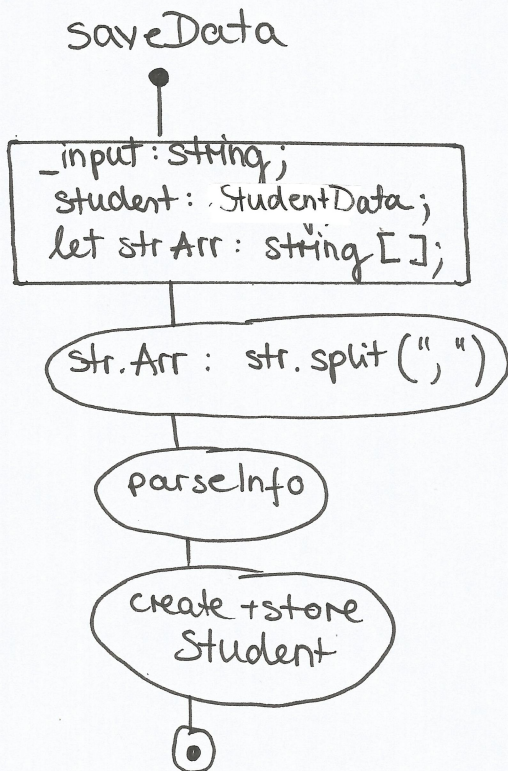 saveData
_input: string;
student: StudentData;
let strArr: string[];
str.Arr: str.split(",")
parseInfo
create + store
Student